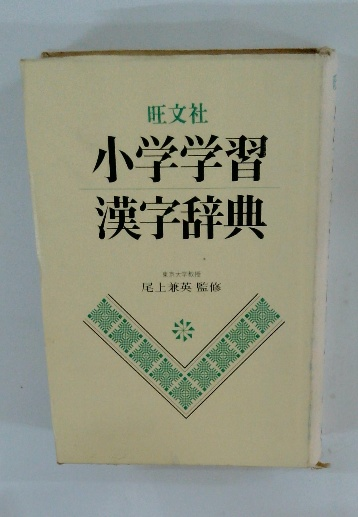 旺文社
小学学習
漢字辞典
東京大学教授
尾上兼英 監修